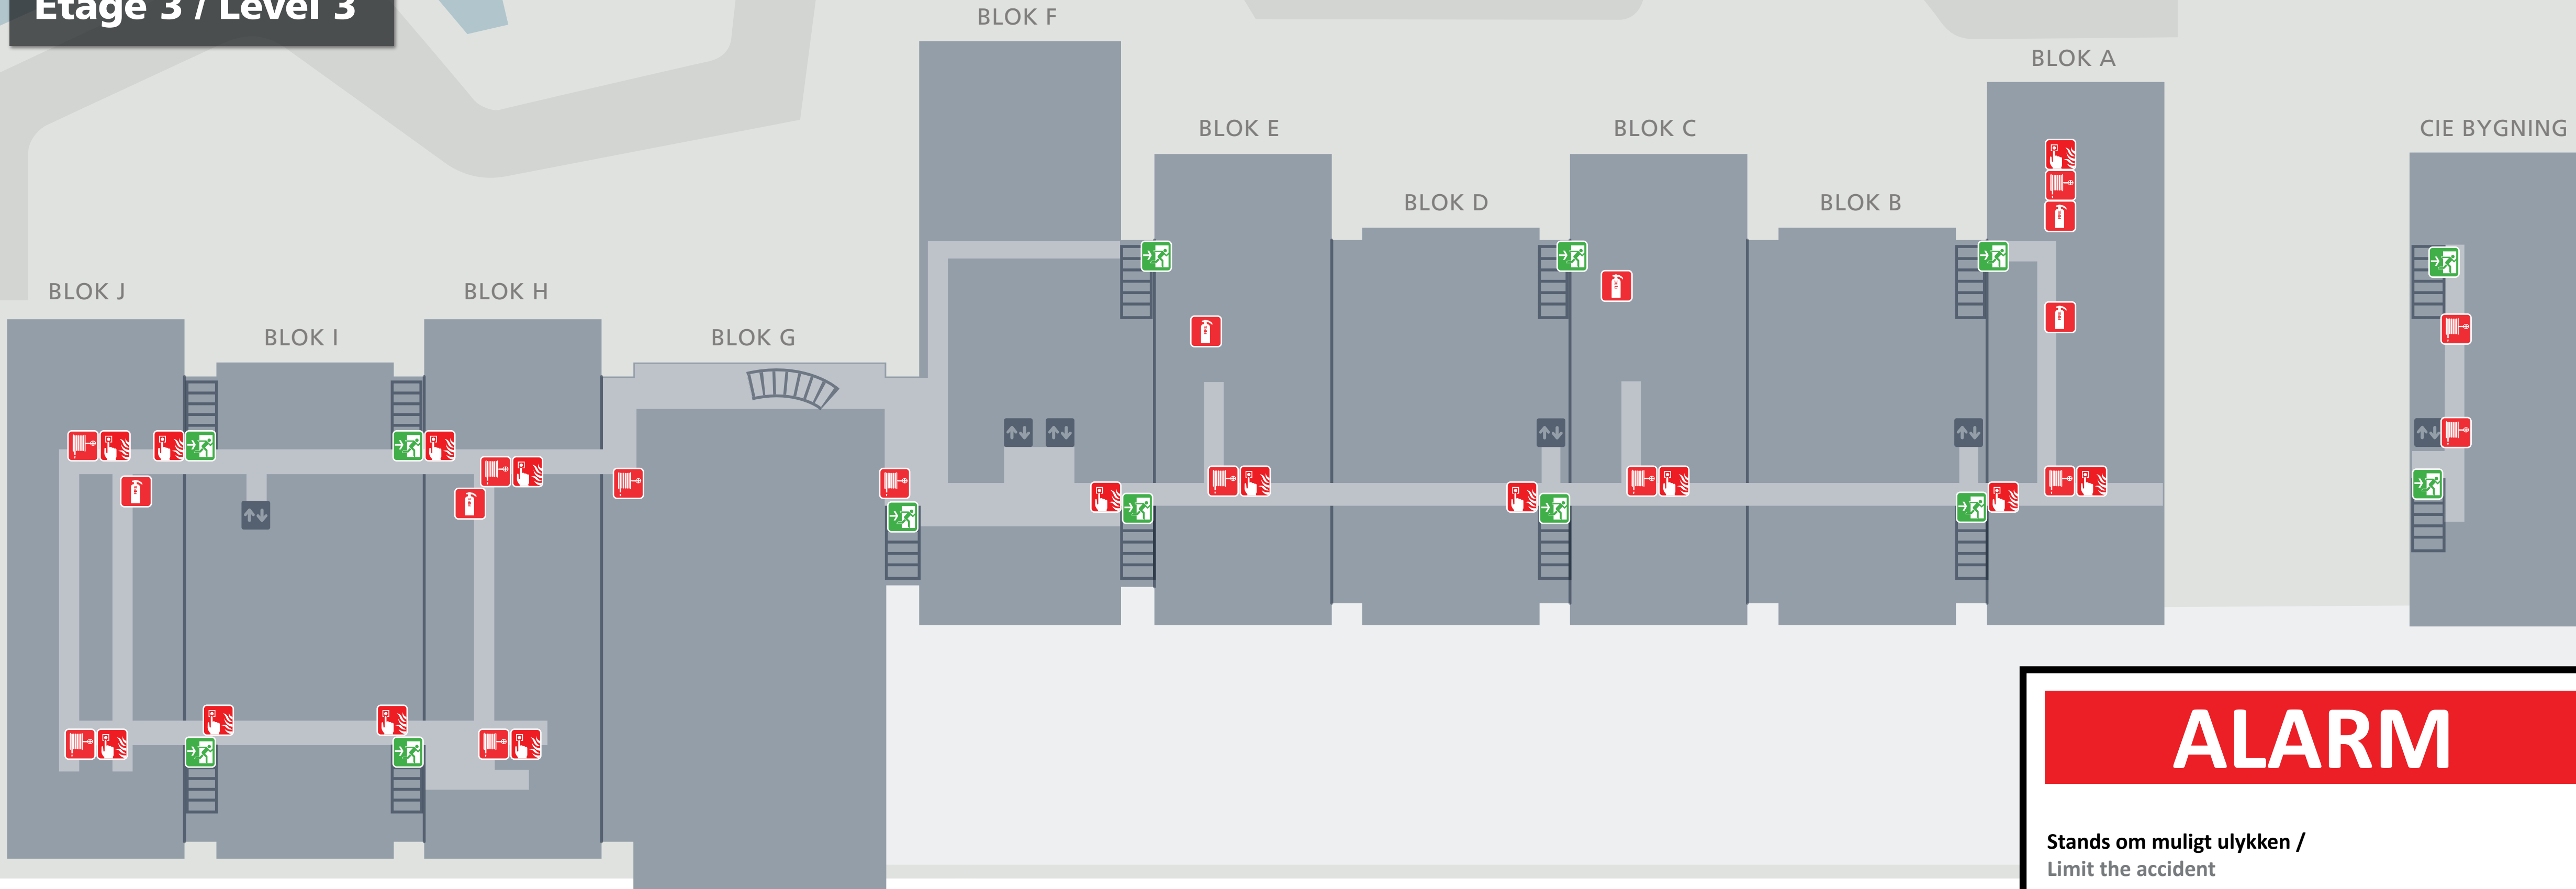 Etage 3 / Level 3
BLOK F
BLOK A
BLOK E
BLOK C
CIE BYGNING
BLOK D
BLOK B
BLOK J
BLOK H
BLOK I
BLOK G
ALARM
Stands om muligt ulykken /
Limit the accident